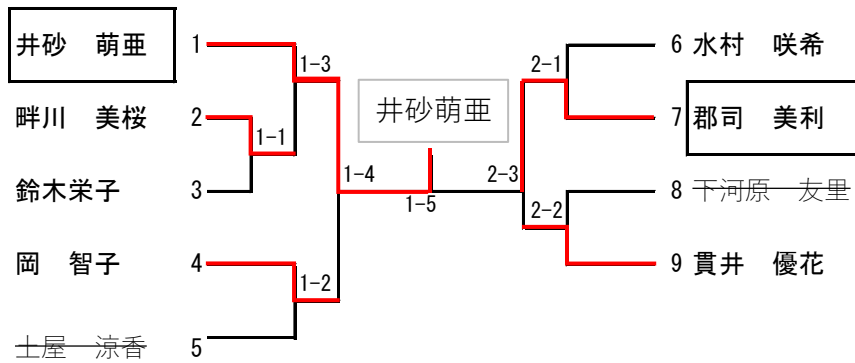 井砂　萌亜 1
1-3
畔川　美桜 2
1-1
鈴木栄子 3
1-4
岡　智子 4
1-2
土屋　涼香 5
井砂萌亜
1-5
2-1
6 水村　咲希
7 郡司　美利
2-3
8 下河原　友里
2-2
9 貫井　優花